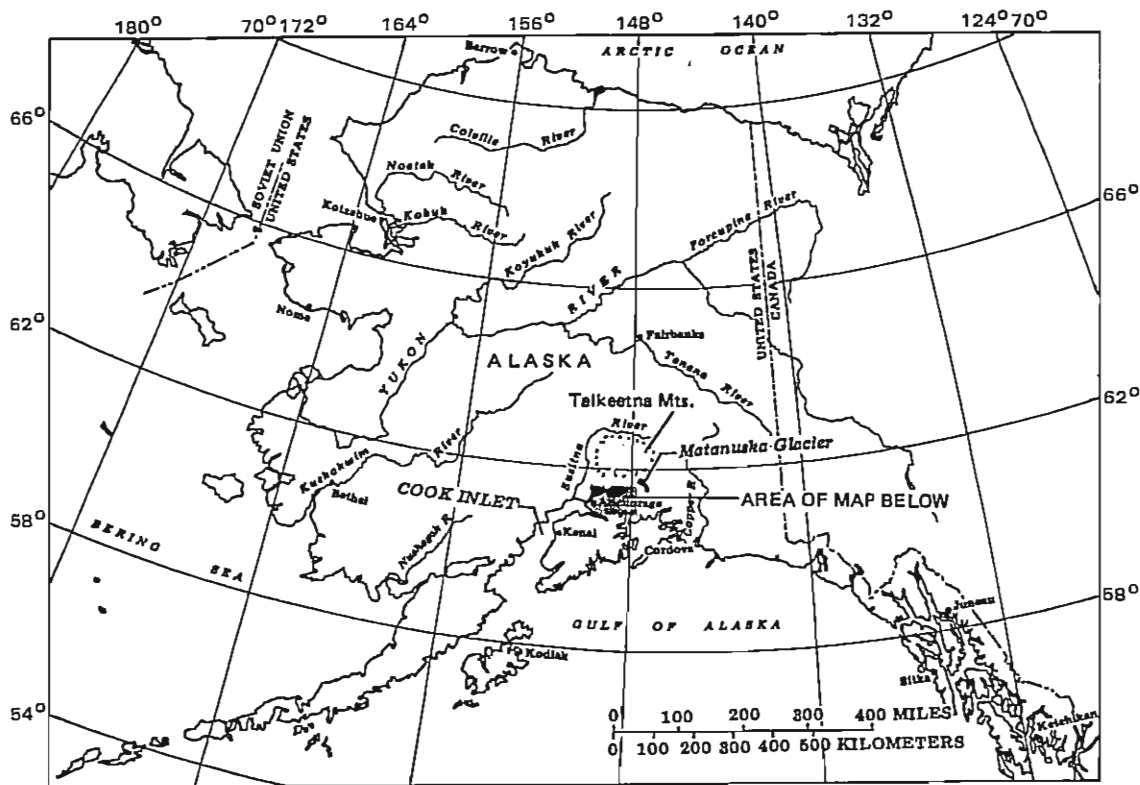 180° 70° 172° 164° 156° 148° 140° 132° 124° 70°
Barrow
ARCTIC OCEAN
66°
SOVIET UNION
UNITED STATES
Colville River
Noatak River
Kotzebue
Kobuk River
Koyukuk River
Porcupine River
66°
UNITED STATES
CANADA
Nome
YUKON RIVER
62°
Fairbanks
ALASKA
Tanana River
62°
Talkeetna Mts.
River
Matanuska Glacier
Kuskokwim River
Bethel
COOK INLET
Anchorage
AREA OF MAP BELOW
Copper R.
58°
Kenai
Nushagak R.
Cordova
BERING SEA
58°
GULF OF ALASKA
Juneau
Kodiak
Sitka
54°
0 100 200 300 400 MILES
0 100 200 300 400 500 KILOMETERS
Ketchikan